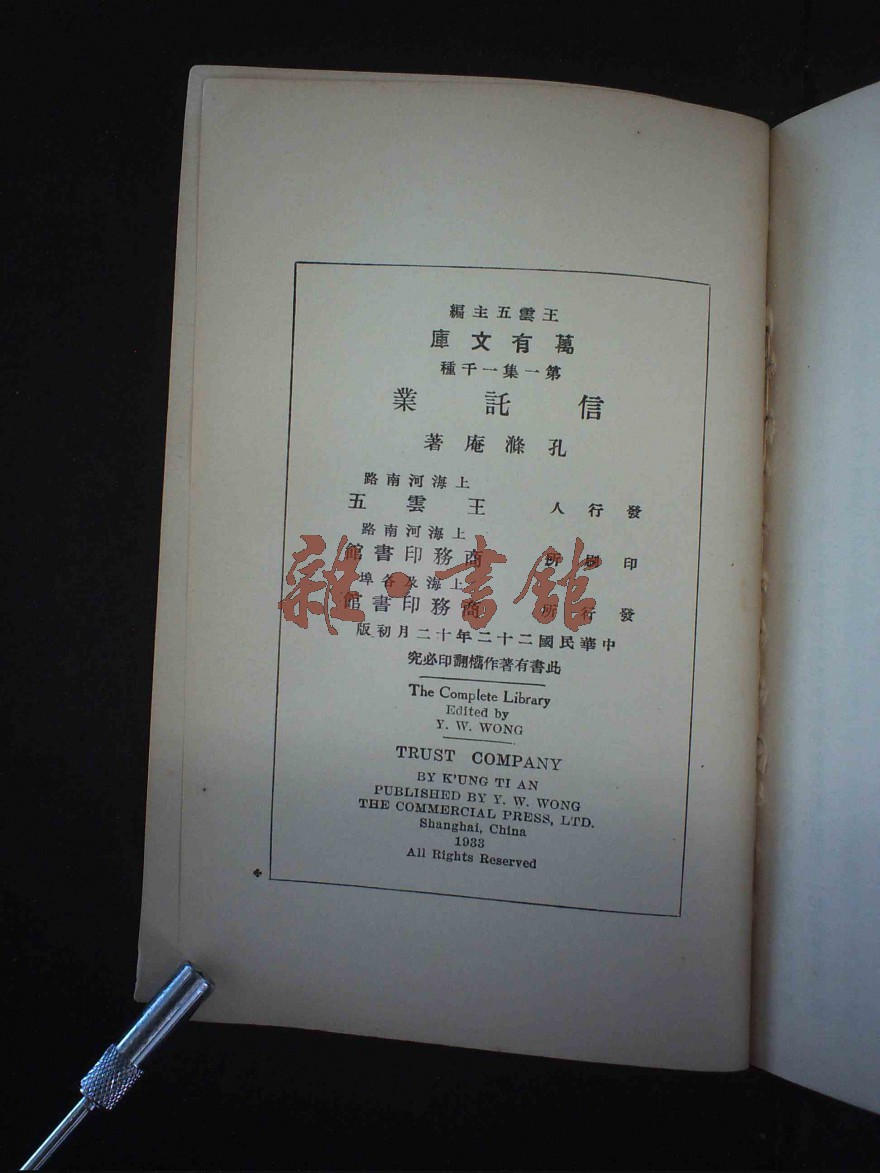 王雲五主編
萬有文庫
第一集一千種
信託業
孔滌庵著
上海河南路
發行人 王雲五
上海河南路
印刷所 商務印書館
上海及各埠
發行所 商務印書館
中華民國二十二年十二月初版
此書有著作權翻印必究
The Complete Library
Edited by
Y. W. WONG
TRUST COMPANY
BY K'UNG TI AN
PUBLISHED BY Y. W. WONG
THE COMMERCIAL PRESS, LTD.
Shanghai, China
1933
All Rights Reserved
雜·書館